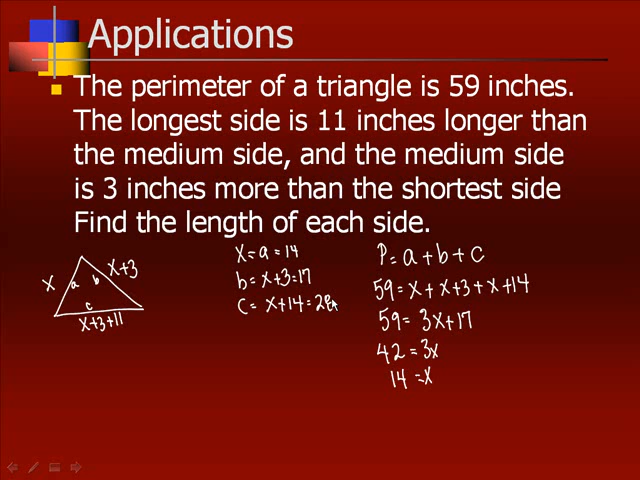 Applications
The perimeter of a triangle is 59 inches.
The longest side is 11 inches longer than
the medium side, and the medium side
is 3 inches more than the shortest side
Find the length of each side.
x
a
b
x+3
c
x+3+11
x=a=14
b=x+3=17
c=x+14=28
P=a+b+c
59=x+x+3+x+14
59=3x+17
42=3x
14=x